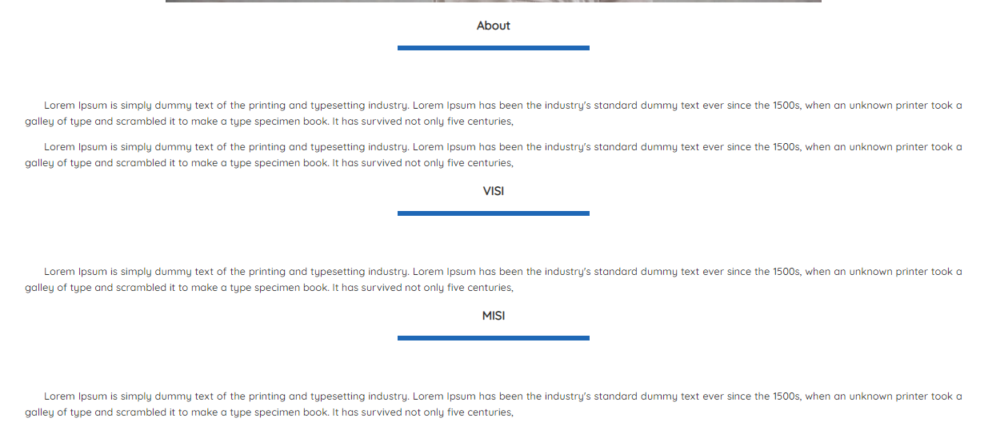 About
Lorem Ipsum is simply dummy text of the printing and typesetting industry. Lorem Ipsum has been the industry's standard dummy text ever since the 1500s, when an unknown printer took a
galley of type and scrambled it to make a type specimen book. It has survived not only five centuries,
Lorem Ipsum is simply dummy text of the printing and typesetting industry. Lorem Ipsum has been the industry's standard dummy text ever since the 1500s, when an unknown printer took a
galley of type and scrambled it to make a type specimen book. It has survived not only five centuries,
VISI
Lorem Ipsum is simply dummy text of the printing and typesetting industry. Lorem Ipsum has been the industry's standard dummy text ever since the 1500s, when an unknown printer took a
galley of type and scrambled it to make a type specimen book. It has survived not only five centuries,
MISI
Lorem Ipsum is simply dummy text of the printing and typesetting industry. Lorem Ipsum has been the industry's standard dummy text ever since the 1500s, when an unknown printer took a
galley of type and scrambled it to make a type specimen book. It has survived not only five centuries,